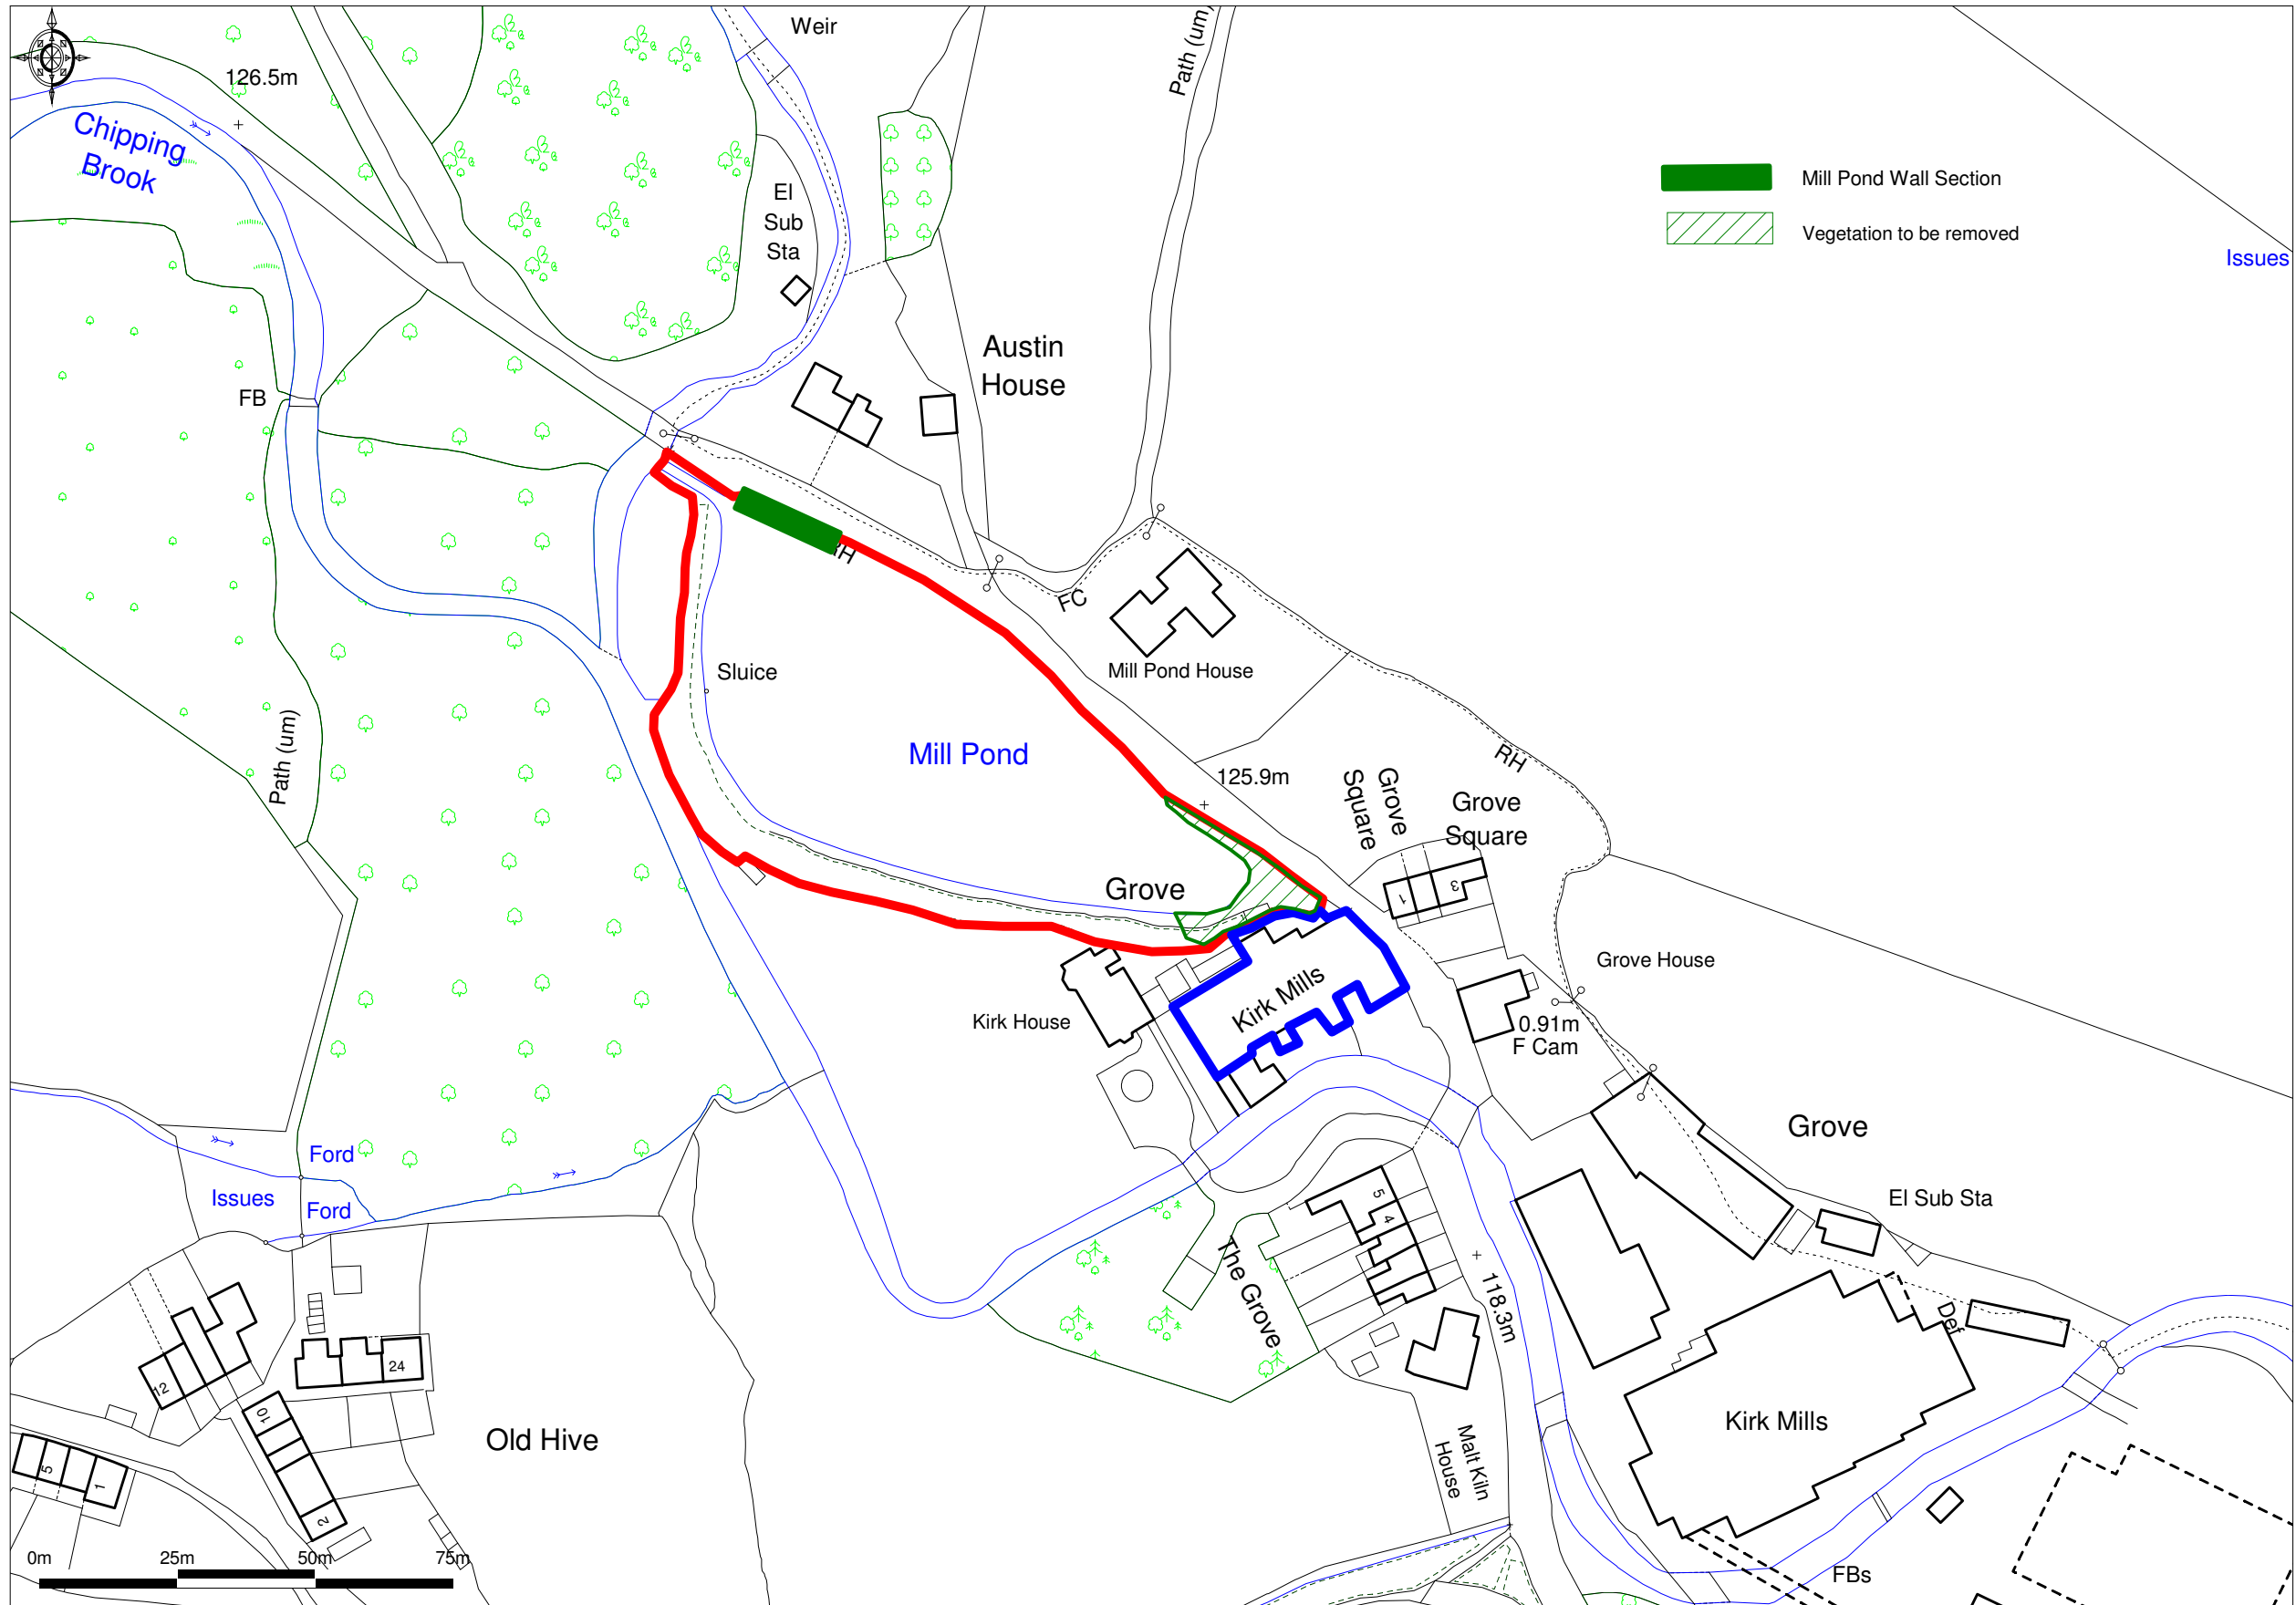 Weir
Path (um)
126.5m
Chipping
Brook
El
Sub
Sta
Mill Pond Wall Section
Vegetation to be removed
Issues
Austin
House
FB
RH
FC
Mill Pond House
Sluice
Path (um)
Mill Pond
125.9m
RH
Grove
Square
Grove
Square
Grove
1
3
Grove House
Kirk Mills
Kirk House
0.91m
F Cam
Grove
Ford
Issues
Ford
El Sub Sta
5
4
The Grove
118.3m
Def
12
24
10
Kirk Mills
Old Hive
Malt Kiln
House
5
1
2
0m
25m
50m
75m
FBs